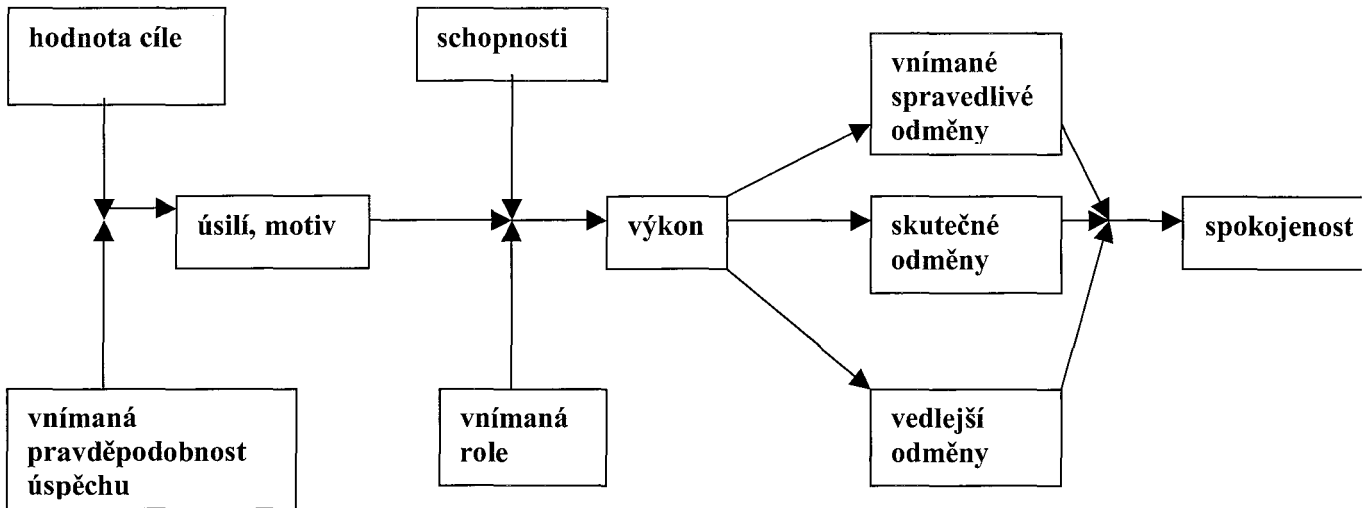 hodnota cíle
schopnosti
vnímané
spravedlivé
odměny
úsilí, motiv
výkon
skutečné
odměny
spokojenost
vnímaná
pravděpodobnost
úspěchu
vnímaná
role
vedlejší
odměny